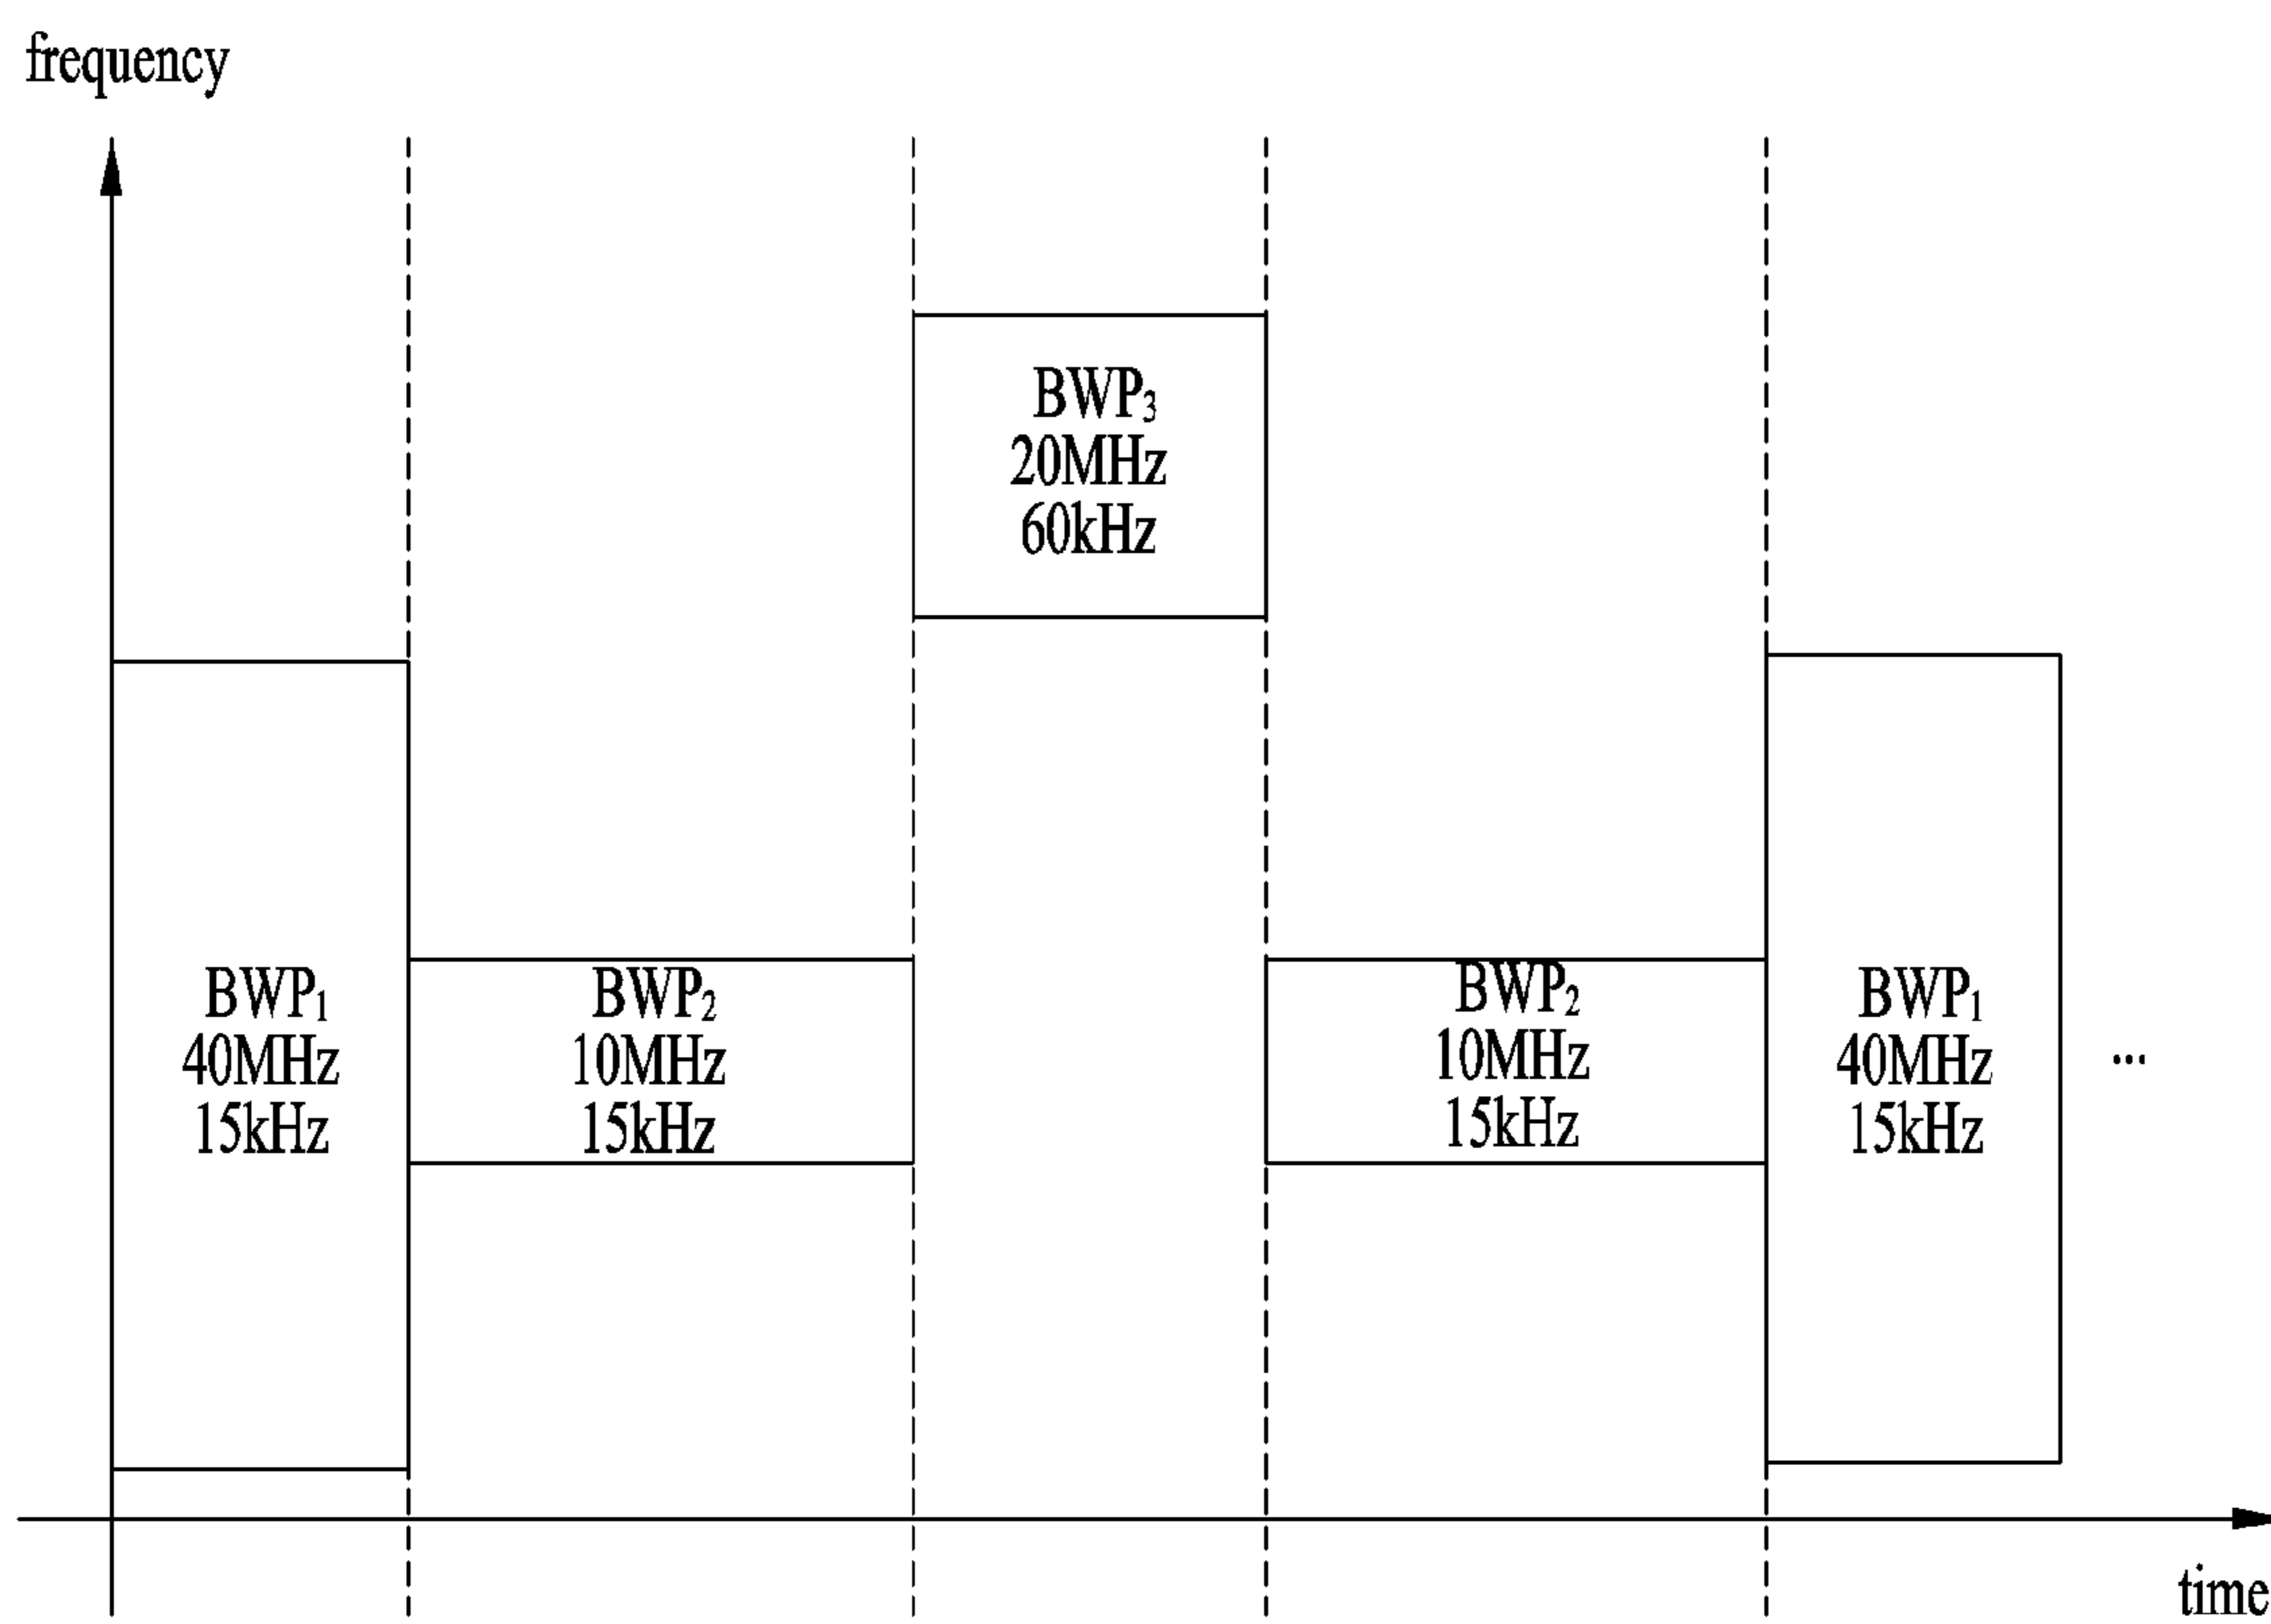 frequency
BWP₃
20MHz
60kHz
BWP₁
40MHz
15kHz
BWP₂
10MHz
15kHz
BWP₂
10MHz
15kHz
BWP₁
40MHz
15kHz
...
time